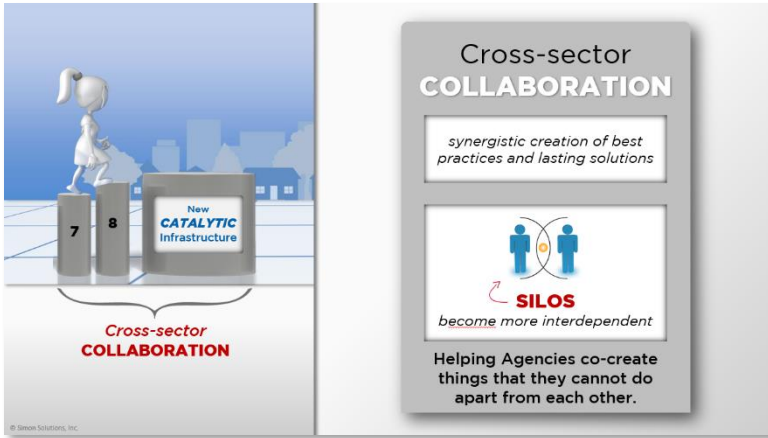 7
8
New
CATALYTIC
Infrastructure
Cross-sector
COLLABORATION
© Simon Solutions, Inc.
Cross-sector
COLLABORATION
synergistic creation of best
practices and lasting solutions
SILOS
become more interdependent
Helping Agencies co-create
things that they cannot do
apart from each other.